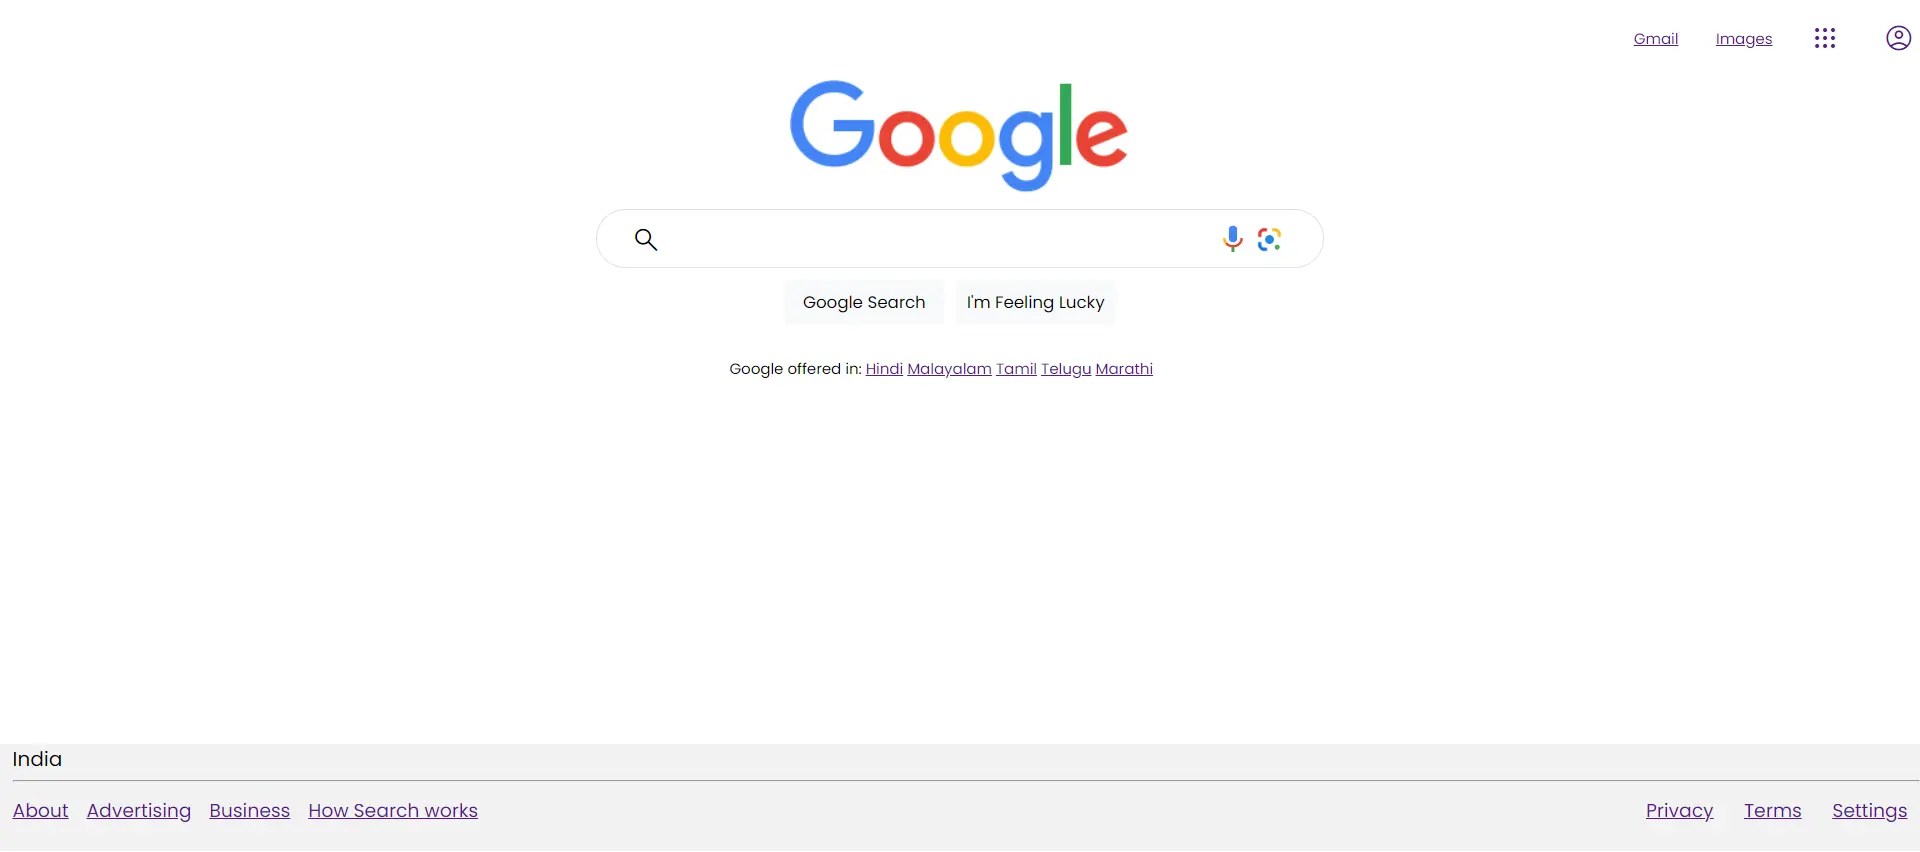 Gmail Images
Google
Google Search I'm Feeling Lucky
Google offered in: Hindi Malayalam Tamil Telugu Marathi
India
About Advertising Business How Search works Privacy Terms Settings